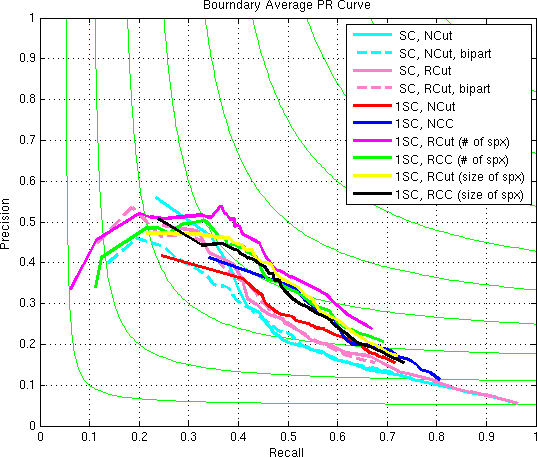 Bourndary Average PR Curve
SC, NCut
SC, NCut, bipart
SC, RCut
SC, RCut, bipart
1SC, NCut
1SC, NCC
1SC, RCut (# of spx)
1SC, RCC (# of spx)
1SC, RCut (size of spx)
1SC, RCC (size of spx)
Precision
1
0.9
0.8
0.7
0.6
0.5
0.4
0.3
0.2
0.1
0
0 0.1 0.2 0.3 0.4 0.5 0.6 0.7 0.8 0.9 1
Recall